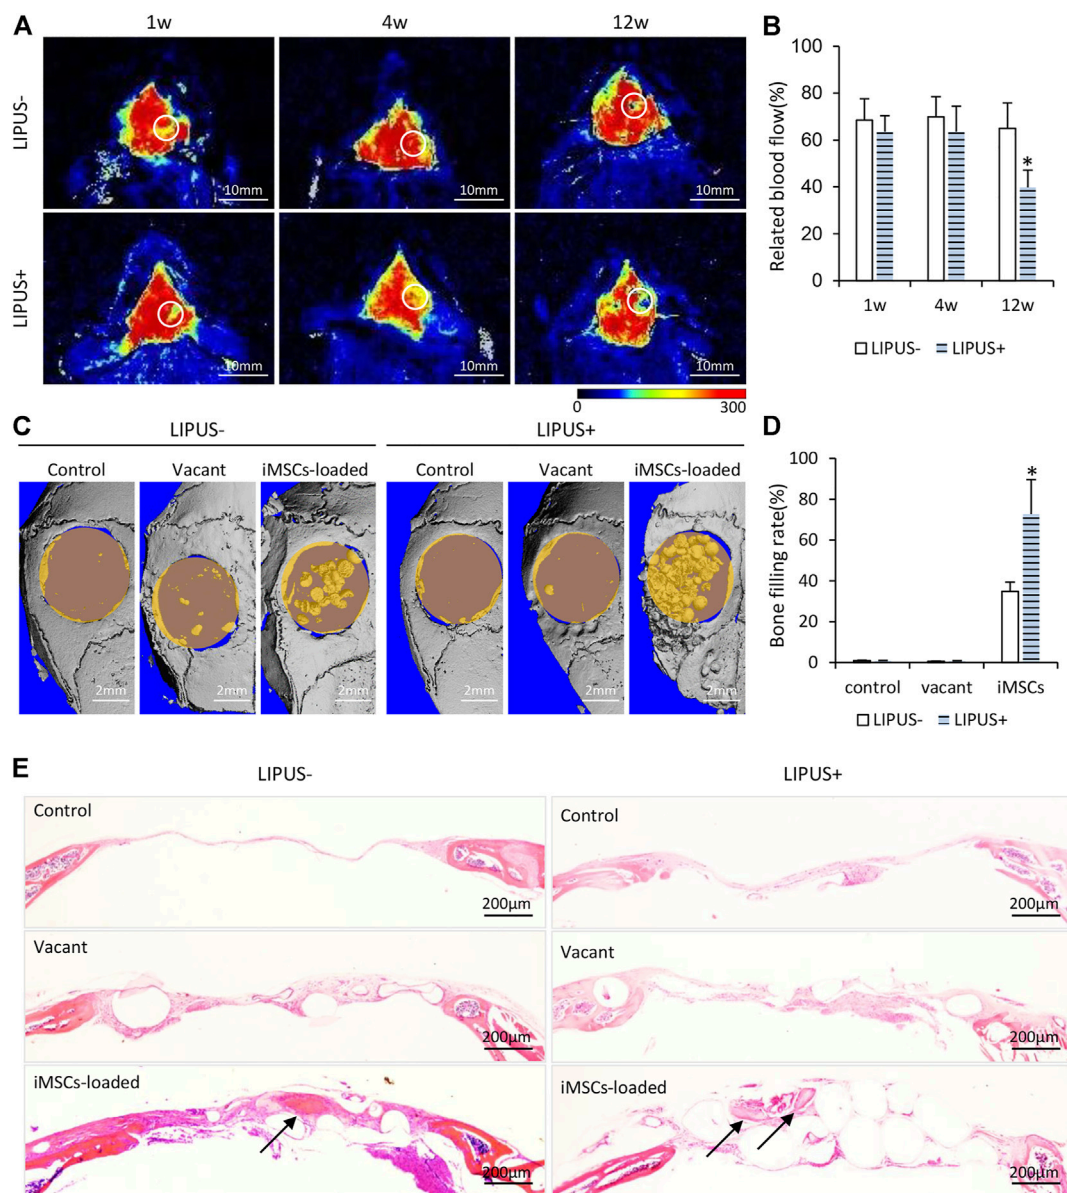 A
1w 4w 12w
LIPUS-
10mm 10mm 10mm
LIPUS+
10mm 10mm 10mm
0 300
B
Related blood flow(%)
100
80
60
40
20
0
*
1w 4w 12w
LIPUS- LIPUS+
C
LIPUS- LIPUS+
Control Vacant iMSCs-loaded Control Vacant iMSCs-loaded
2mm 2mm 2mm 2mm 2mm 2mm
D
Bone filling rate(%)
100
80
60
40
20
0
*
control vacant iMSCs
LIPUS- LIPUS+
E
LIPUS- LIPUS+
Control
200μm
Control
200μm
Vacant
200μm
Vacant
200μm
iMSCs-loaded
200μm
iMSCs-loaded
200μm